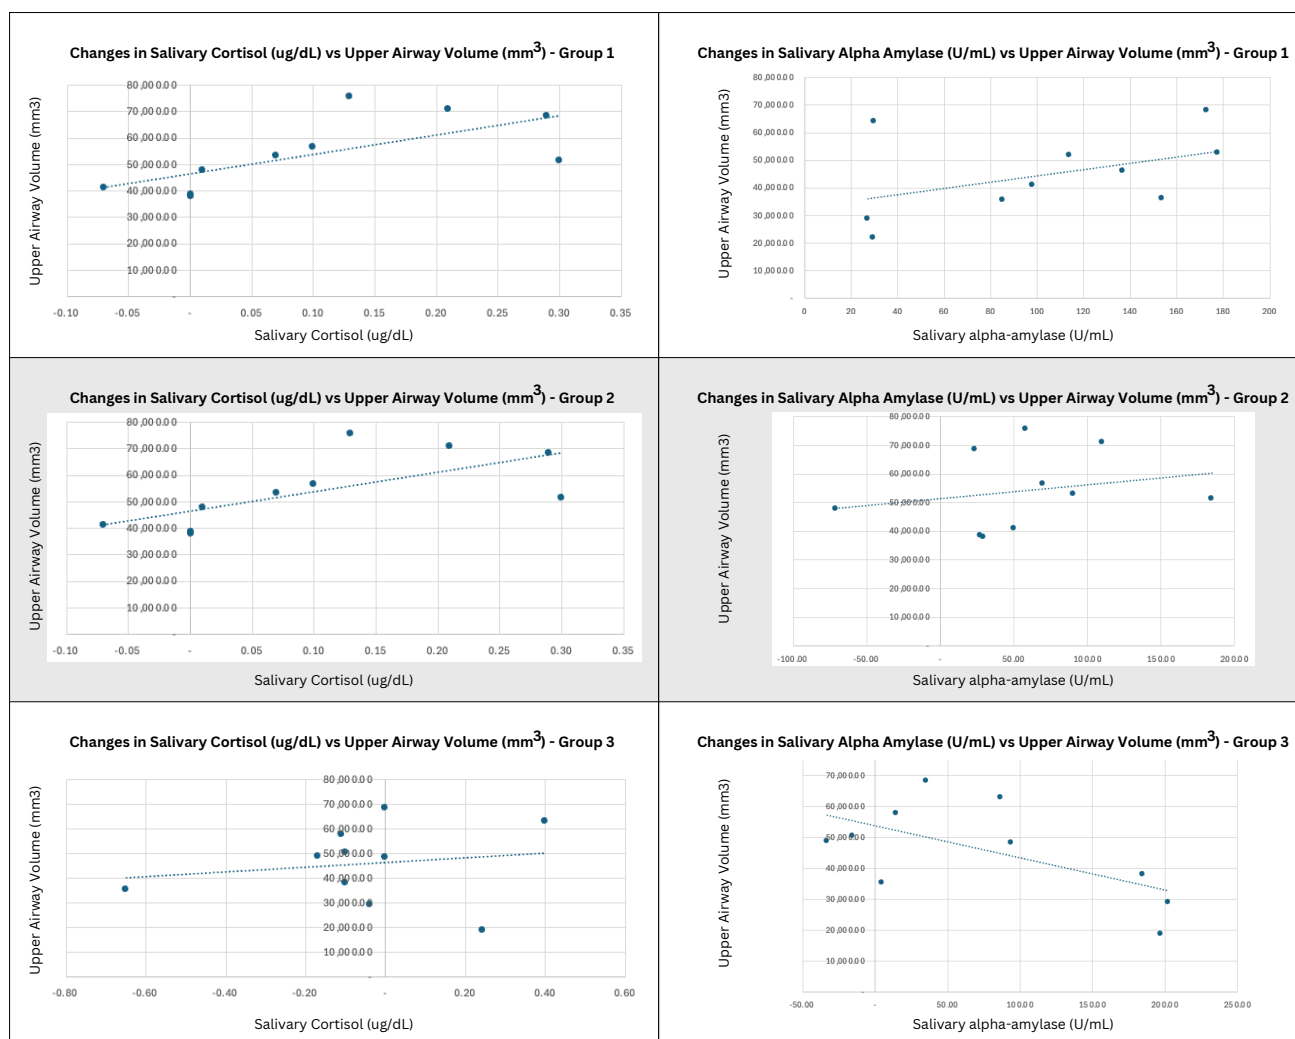 Changes in Salivary Cortisol (ug/dL) vs Upper Airway Volume (mm3) - Group 1
Upper Airway Volume (mm3)
80,000.00
70,000.00
60,000.00
50,000.00
40,000.00
30,000.00
20,000.00
10,000.00
-
-0.10 -0.05 - 0.05 0.10 0.15 0.20 0.25 0.30 0.35
Salivary Cortisol (ug/dL)
Changes in Salivary Alpha Amylase (U/mL) vs Upper Airway Volume (mm3) - Group 1
Upper Airway Volume (mm3)
80,000.00
70,000.00
60,000.00
50,000.00
40,000.00
30,000.00
20,000.00
10,000.00
-
0 20 40 60 80 100 120 140 160 180 200
Salivary alpha-amylase (U/mL)
Changes in Salivary Cortisol (ug/dL) vs Upper Airway Volume (mm3) - Group 2
Upper Airway Volume (mm3)
80,000.00
70,000.00
60,000.00
50,000.00
40,000.00
30,000.00
20,000.00
10,000.00
-
-0.10 -0.05 - 0.05 0.10 0.15 0.20 0.25 0.30 0.35
Salivary Cortisol (ug/dL)
Changes in Salivary Alpha Amylase (U/mL) vs Upper Airway Volume (mm3) - Group 2
Upper Airway Volume (mm3)
80,000.00
70,000.00
60,000.00
50,000.00
40,000.00
30,000.00
20,000.00
10,000.00
-
-100.00 -50.00 - 50.00 100.00 150.00 200.00
Salivary alpha-amylase (U/mL)
Changes in Salivary Cortisol (ug/dL) vs Upper Airway Volume (mm3) - Group 3
Upper Airway Volume (mm3)
80,000.00
70,000.00
60,000.00
50,000.00
40,000.00
30,000.00
20,000.00
10,000.00
-
-0.80 -0.60 -0.40 -0.20 - 0.20 0.40 0.60
Salivary Cortisol (ug/dL)
Changes in Salivary Alpha Amylase (U/mL) vs Upper Airway Volume (mm3) - Group 3
Upper Airway Volume (mm3)
70,000.00
60,000.00
50,000.00
40,000.00
30,000.00
20,000.00
10,000.00
-
-50.00 - 50.00 100.00 150.00 200.00 250.00
Salivary alpha-amylase (U/mL)